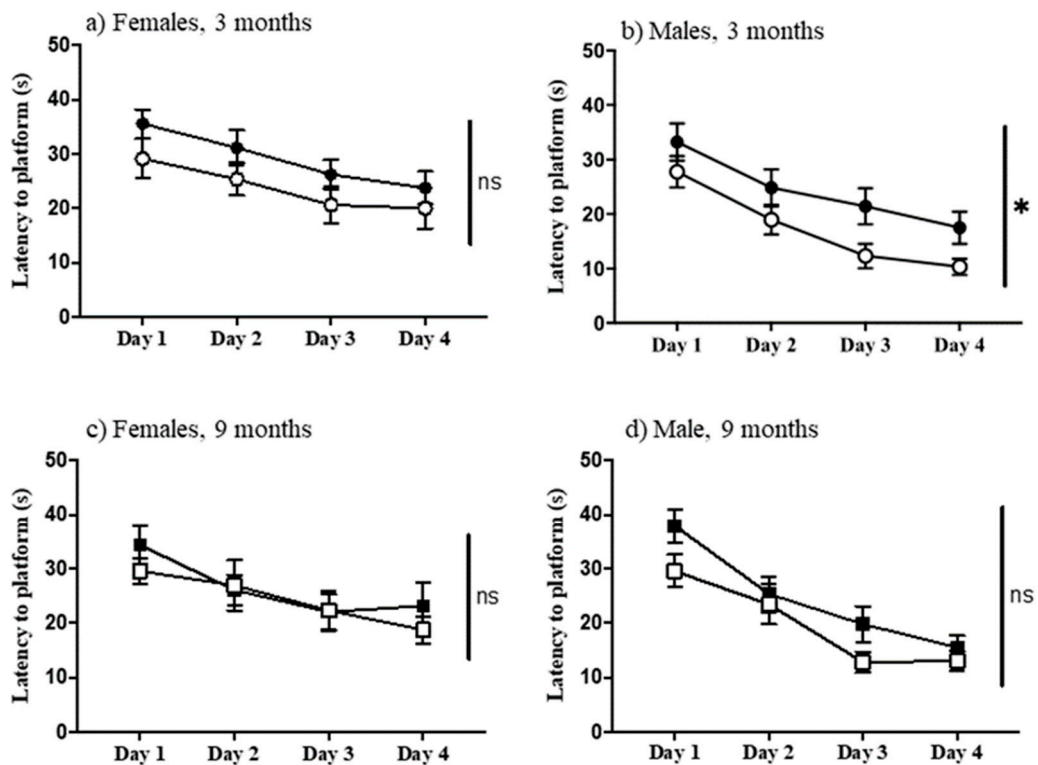 a) Females, 3 months
Latency to platform (s)
50
40
30
20
10
0
Day 1 Day 2 Day 3 Day 4
ns
b) Males, 3 months
Latency to platform (s)
50
40
30
20
10
0
Day 1 Day 2 Day 3 Day 4
*
c) Females, 9 months
Latency to platform (s)
50
40
30
20
10
0
Day 1 Day 2 Day 3 Day 4
ns
d) Male, 9 months
Latency to platform (s)
50
40
30
20
10
0
Day 1 Day 2 Day 3 Day 4
ns